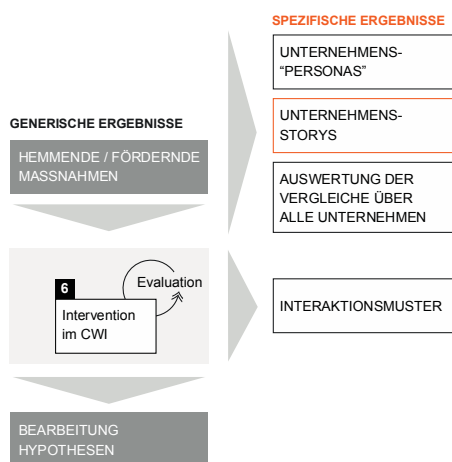 SPEZIFISCHE ERGEBNISSE
UNTERNEHMENS-
“PERSONAS”
UNTERNEHMENS-
STORYS
AUSWERTUNG DER
VERGLEICHE ÜBER
ALLE UNTERNEHMEN
GENERISCHE ERGEBNISSE
HEMMENDE / FÖRDERNDE
MASSNAHMEN
Evaluation
6
Intervention
im CWI
INTERAKTIONSMUSTER
BEARBEITUNG
HYPOTHESEN